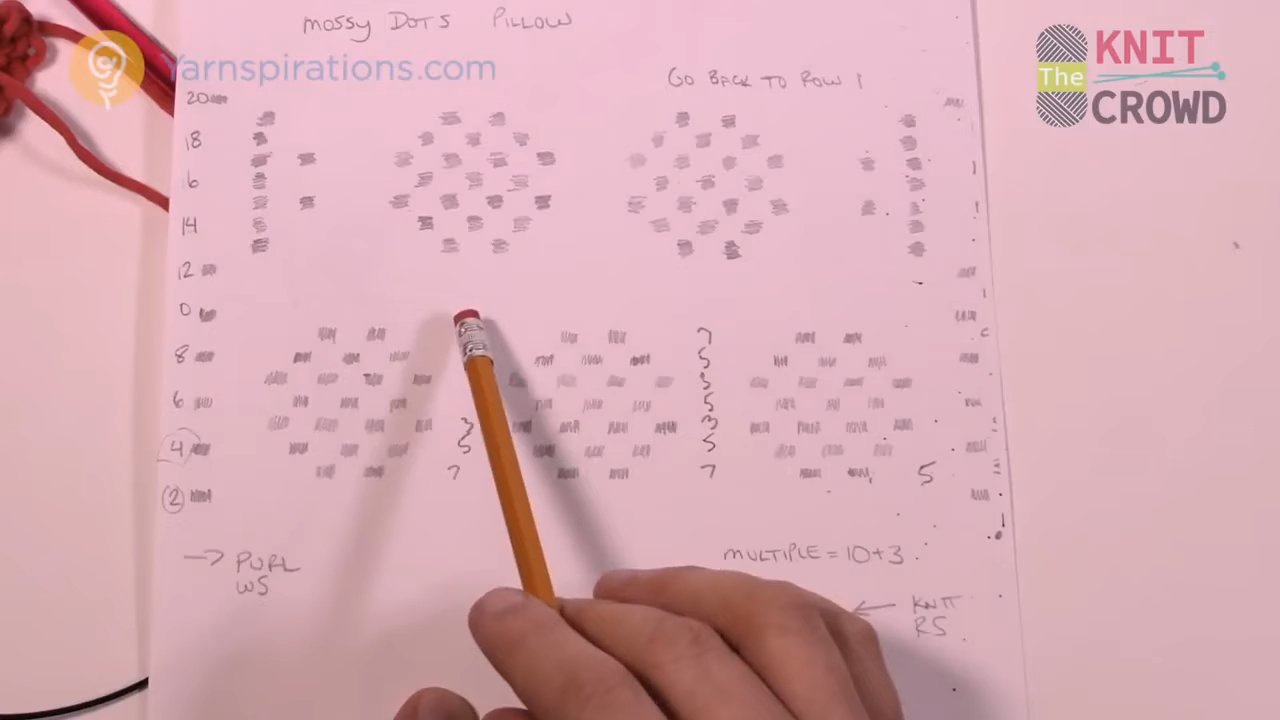 mossy DOTS PILLOW
Yarnspirations.com
The KNIT CROWD
GO BACK TO ROW 1
20
18
16
14
12
10
8 7
6 5
4 3
2 5
3
5
7
3
5
7
5
→ PURL
WS
MULTIPLE = 10+3
← KNIT
RS